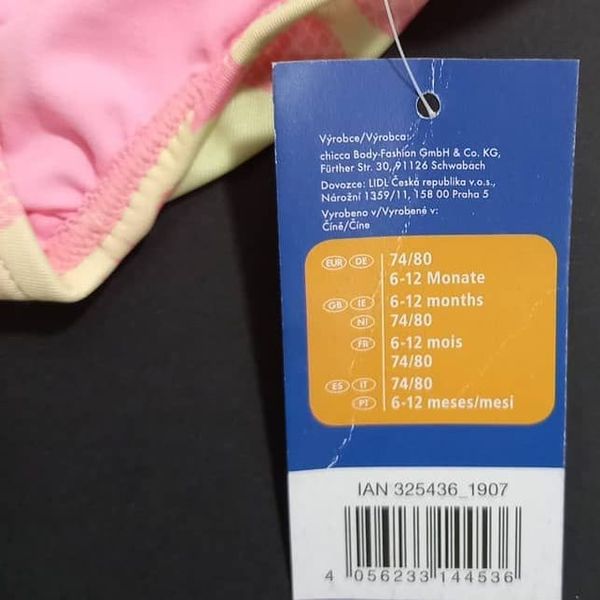 Výrobce/Výrobca:
chicca Body-Fashion GmbH & Co. KG,
Fürther Str. 30, 91126 Schwabach
Dovozce: LIDL Česká republika v.o.s.,
Nárožní 1359/11, 158 00 Praha 5
Vyrobeno v/Vyrobené v:
Číně/Číne
EUR DE 74/80
6-12 Monate
GB IE 6-12 months
NI 74/80
FR 6-12 mois
74/80
ES IT 74/80
PT 6-12 meses/mesi
IAN 325436_1907
4 056233 144536